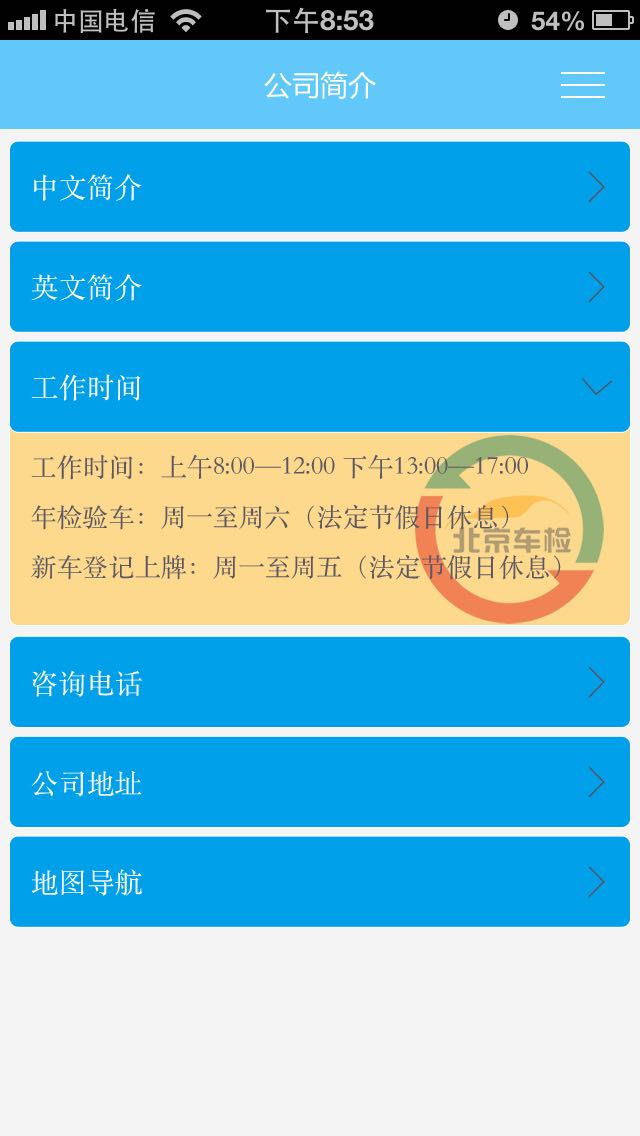 中国电信 下午8:53 54%
公司简介
中文简介
英文简介
工作时间
工作时间：上午8:00—12:00 下午13:00—17:00
年检验车：周一至周六（法定节假日休息）
北京车检
新车登记上牌：周一至周五（法定节假日休息）
咨询电话
公司地址
地图导航